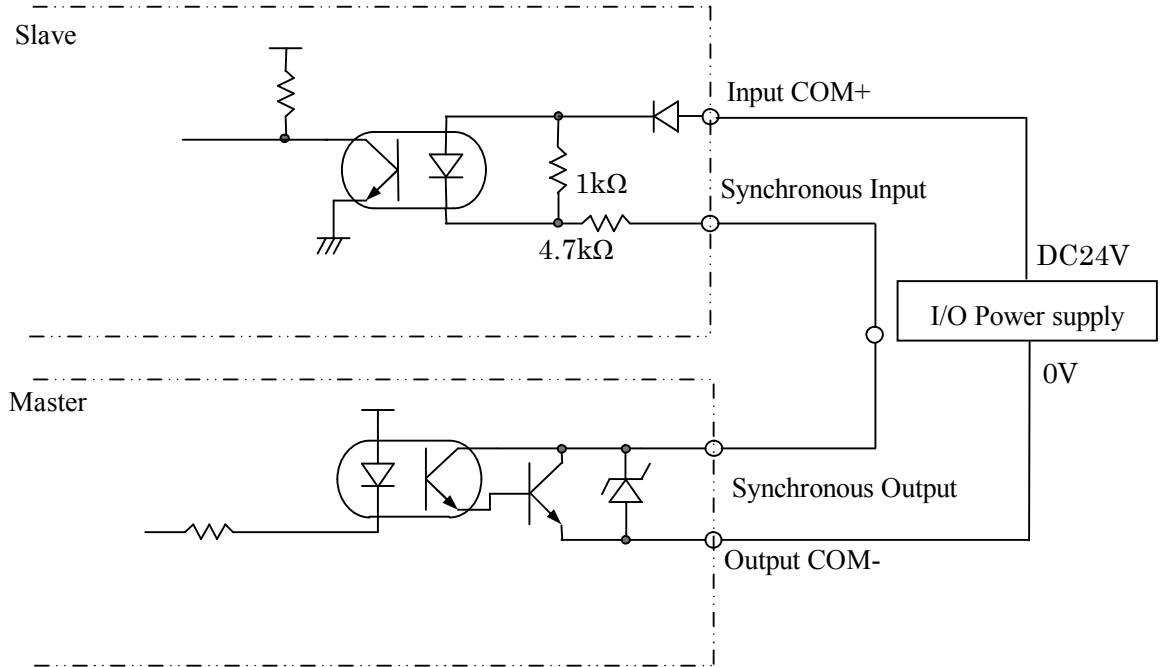 Slave
Input COM+
1kΩ
Synchronous Input
4.7kΩ
DC24V
I/O Power supply
0V
Master
Synchronous Output
Output COM-